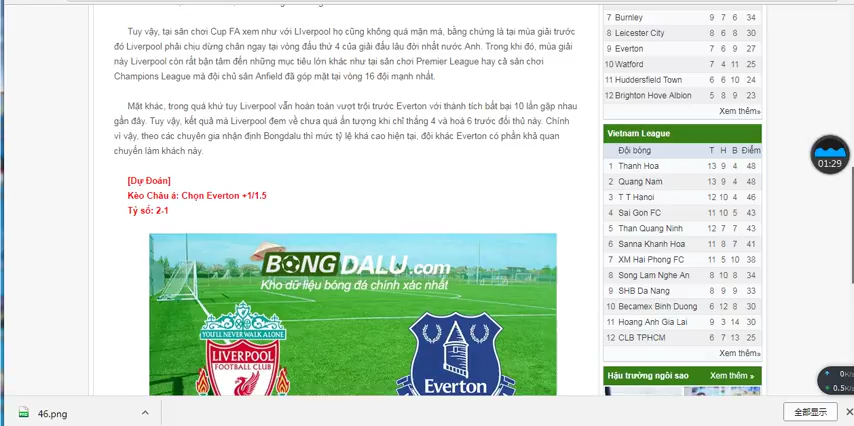 Tuy vậy, tại sân chơi Cup FA xem như với LIverpool họ cũng không quá mặn mà, bằng chứng là tại mùa giải trước
đó Liverpool phải chịu dừng chân ngay tại vòng đấu thứ 4 của giải đấu lâu đời nhất nước Anh. Trong khi đó, mùa giải
này Liverpool còn rất bận tâm đến những mục tiêu lớn khác như tại sân chơi Premier League hay cả sân chơi
Champions League mà đội chủ sân Anfield đã góp mặt tại vòng 16 đội mạnh nhất.
Mặt khác, trong quá khứ tuy Liverpool vẫn hoàn toàn vượt trội trước Everton với thành tích bất bại 10 lần gặp nhau
gần đây. Tuy vậy, kết quả mà Liverpool đem về chưa quá ấn tượng khi chỉ thắng 4 và hoà 6 trước đối thủ này. Chính
vì vậy, theo các chuyên gia nhận định Bongdalu thì mức tỷ lệ khá cao hiện tại, đội khác Everton có phần khả quan
chuyến làm khách này.
[Dự Đoán]
Kèo Châu á: Chọn Everton +1/1.5
Tỷ số: 2-1
BONGDALU.com
Kho dữ liệu bóng đá chính xác nhất
YOU'LL NEVER WALK ALONE
LIVERPOOL
FOOTBALL CLUB
Everton
7 Burnley 9 7 6 34
8 Leicester City 8 6 8 30
9 Everton 7 6 9 27
10 Watford 7 4 11 25
11 Huddersfield Town 6 6 10 24
12 Brighton Hove Albion 5 8 9 23
Xem thêm»
Vietnam League
Đội bóng T H B Điểm
1 Thanh Hoa 13 9 4 48
2 Quang Nam 13 9 4 48
3 T T Hanoi 12 10 4 46
4 Sai Gon FC 11 10 5 43
5 Than Quang Ninh 12 7 7 43
6 Sanna Khanh Hoa 11 8 7 41
7 XM Hai Phong FC 11 5 10 38
8 Song Lam Nghe An 8 10 8 34
9 SHB Da Nang 8 9 9 33
10 Becamex Binh Duong 6 12 8 30
11 Hoang Anh Gia Lai 9 3 14 30
12 CLB TPHCM 6 7 13 25
Xem thêm »
Hậu trường ngôi sao Xem thêm »
01:29
0K/s
0.5K/s
46.png
全部显示